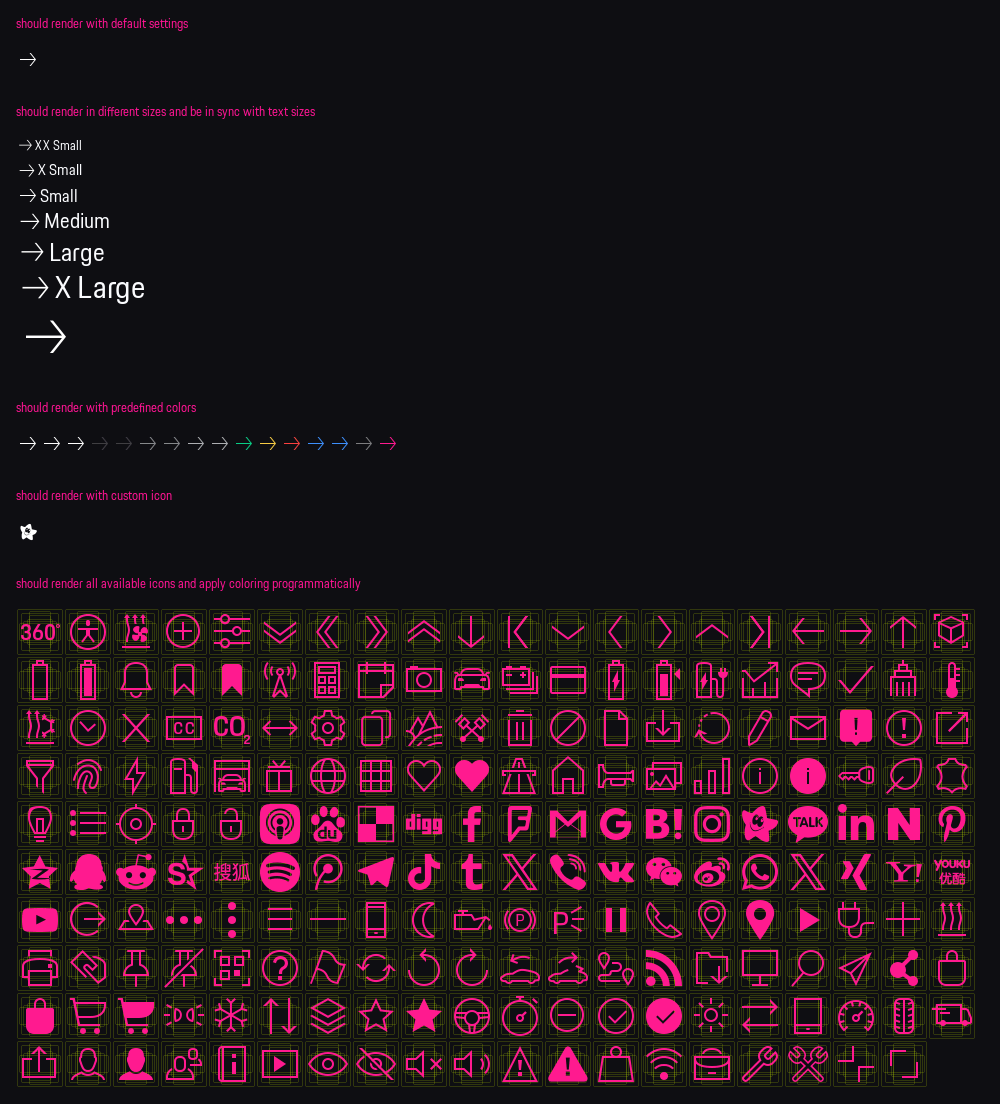 should render with default settings
should render in different sizes and be in sync with text sizes
XX Small
X Small
Small
Medium
Large
X Large
should render with predefined colors
should render with custom icon
should render all available icons and apply coloring programmatically
360°
CC CO2
du digg B! TALK in N
搜狐 Y! YOUKU
优酷
P P